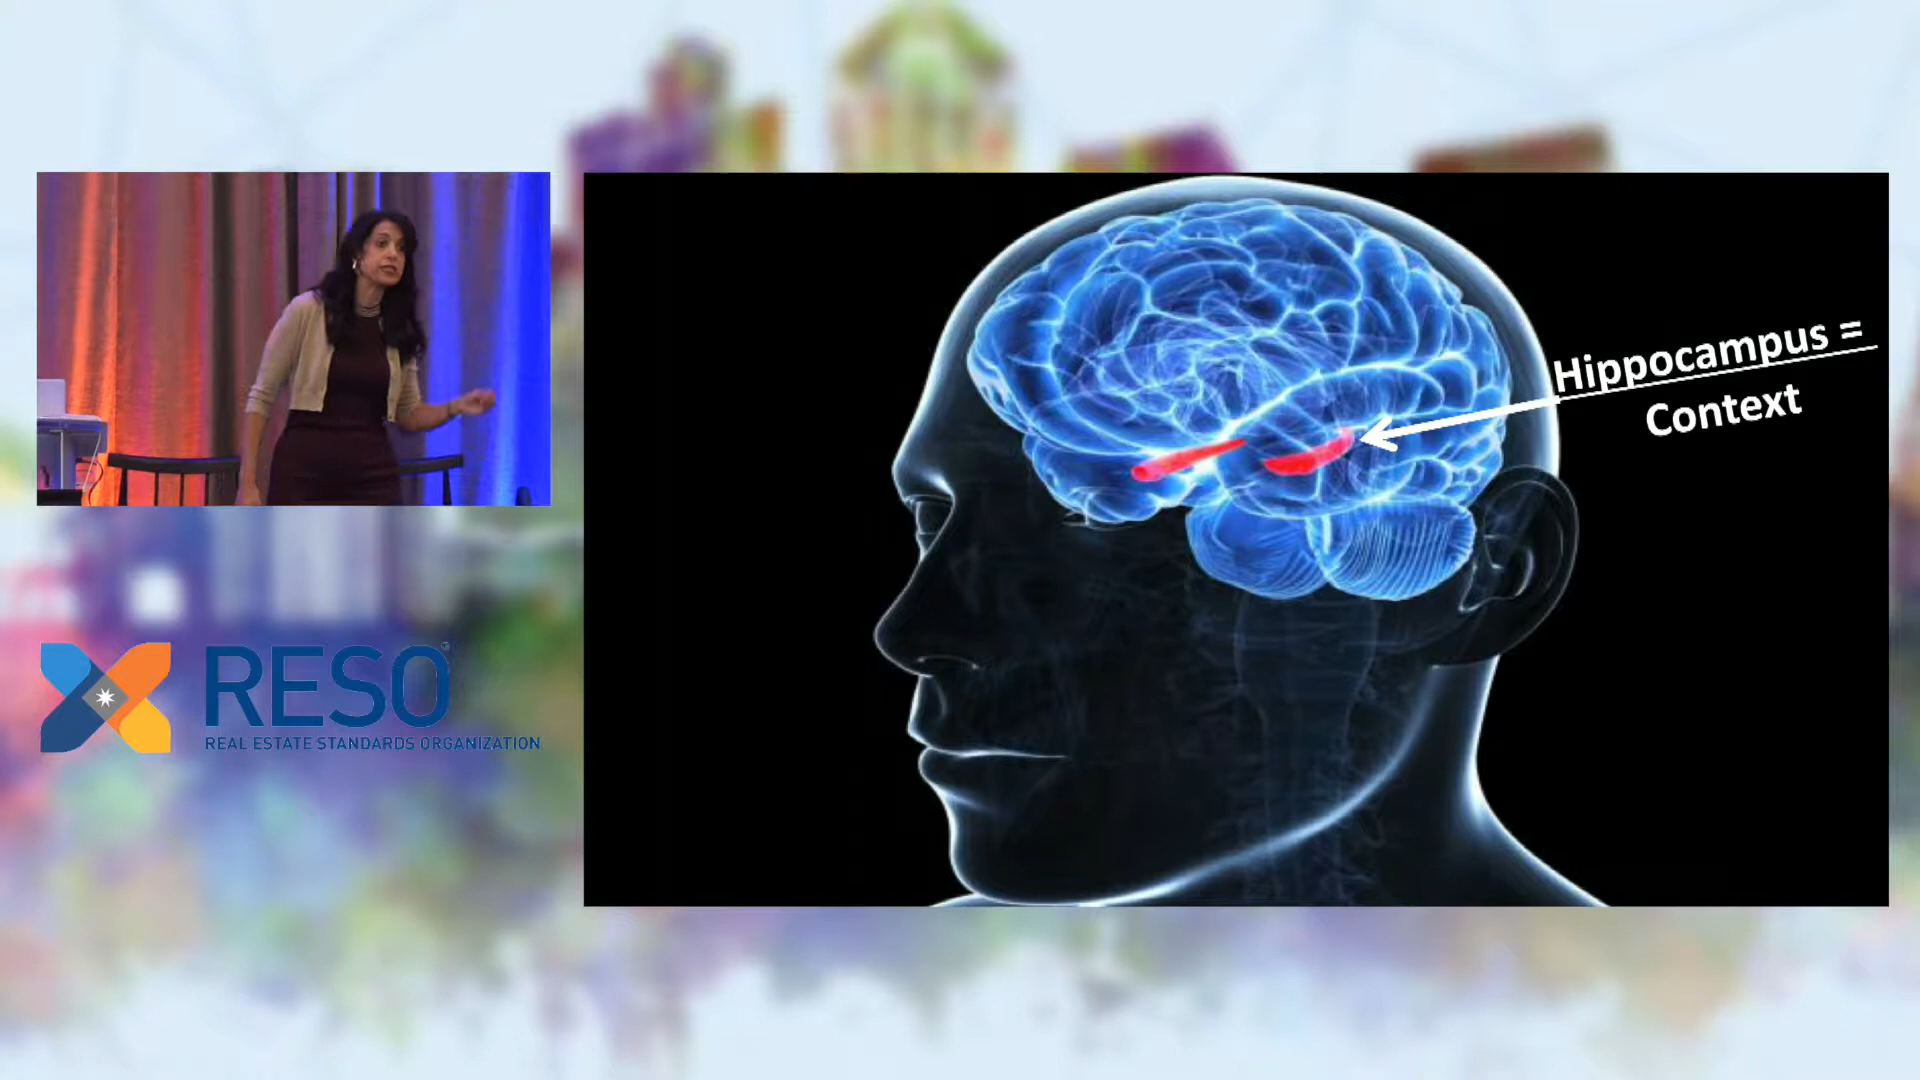 RESO
REAL ESTATE STANDARDS ORGANIZATION
Hippocampus =
Context